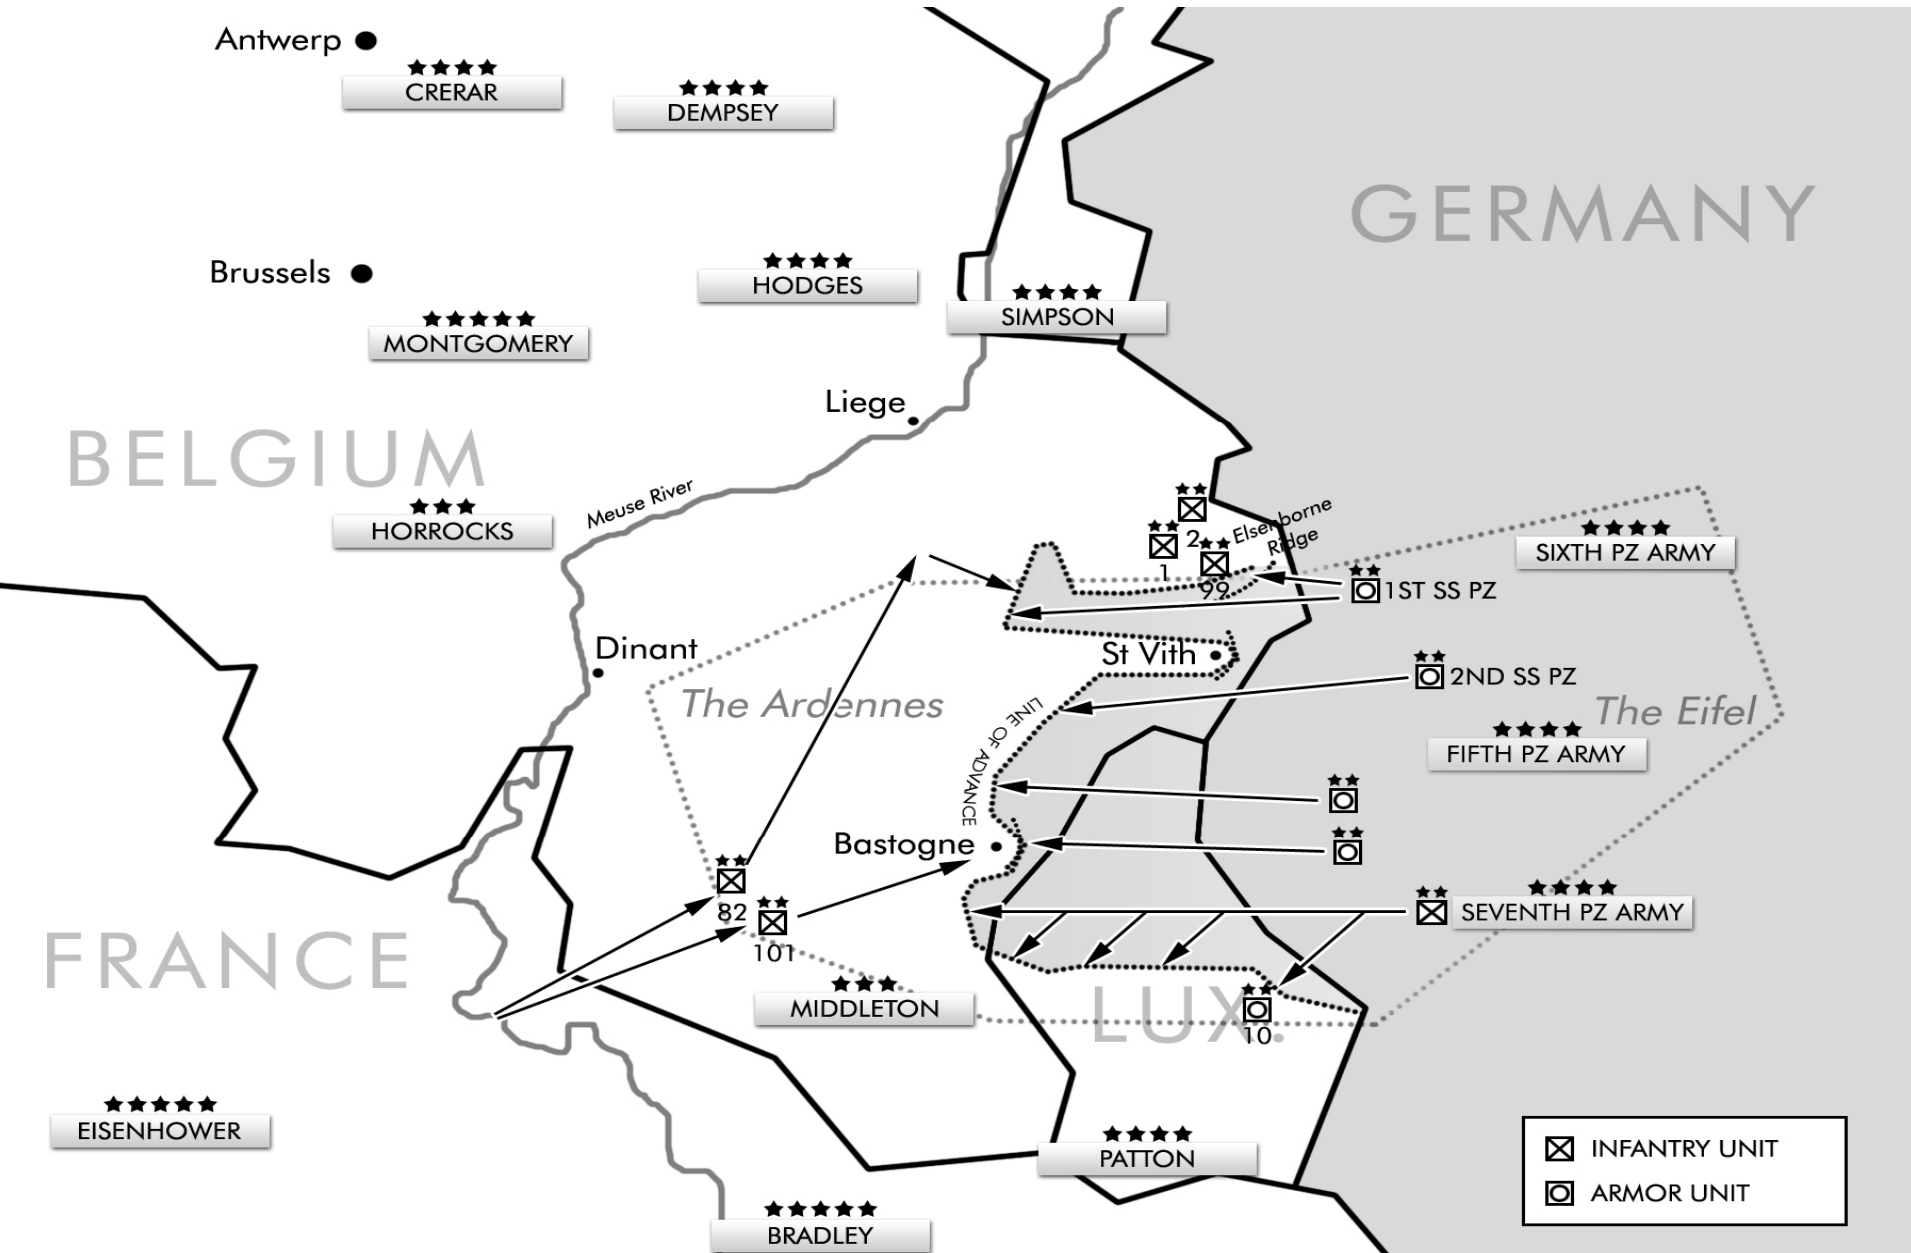 Antwerp
CRERAR
DEMPSEY
GERMANY
Brussels
HODGES
SIMPSON
MONTGOMERY
Liege
BELGIUM
Meuse River
HORROCKS
2
1
99
Elsenborne
Ridge
SIXTH PZ ARMY
1ST SS PZ
Dinant
St Vith
2ND SS PZ
The Ardennes
LINE OF ADVANCE
The Eifel
FIFTH PZ ARMY
Bastogne
82
101
SEVENTH PZ ARMY
FRANCE
MIDDLETON
LUX.
10
EISENHOWER
PATTON
BRADLEY
INFANTRY UNIT
ARMOR UNIT